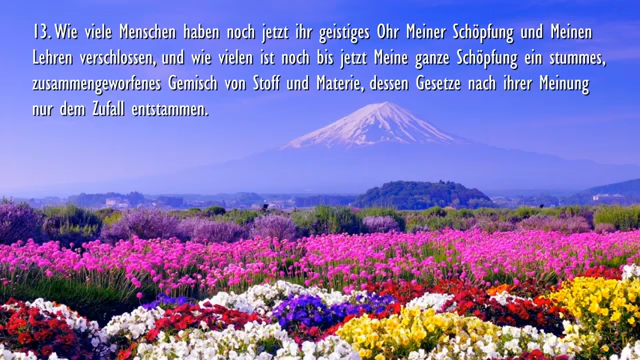 13. Wie viele Menschen haben noch jetzt ihr geistiges Ohr Meiner Schöpfung und Meinen
Lehren verschlossen, und wie vielen ist noch bis jetzt Meine ganze Schöpfung ein stummes,
zusammengeworfenes Gemisch von Stoff und Materie, dessen Gesetze nach ihrer Meinung
nur dem Zufall entstammen.